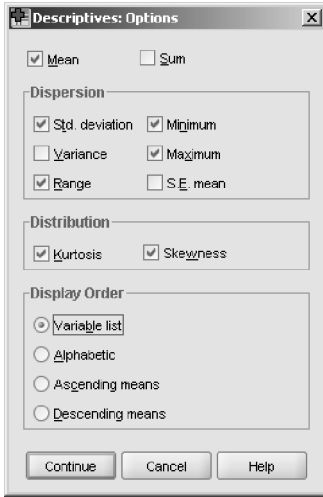 Descriptives: Options
Mean Sum
Dispersion
Std. deviation Minimum
Variance Maximum
Range S.E. mean
Distribution
Kurtosis Skewness
Display Order
Variable list
Alphabetic
Ascending means
Descending means
Continue Cancel Help